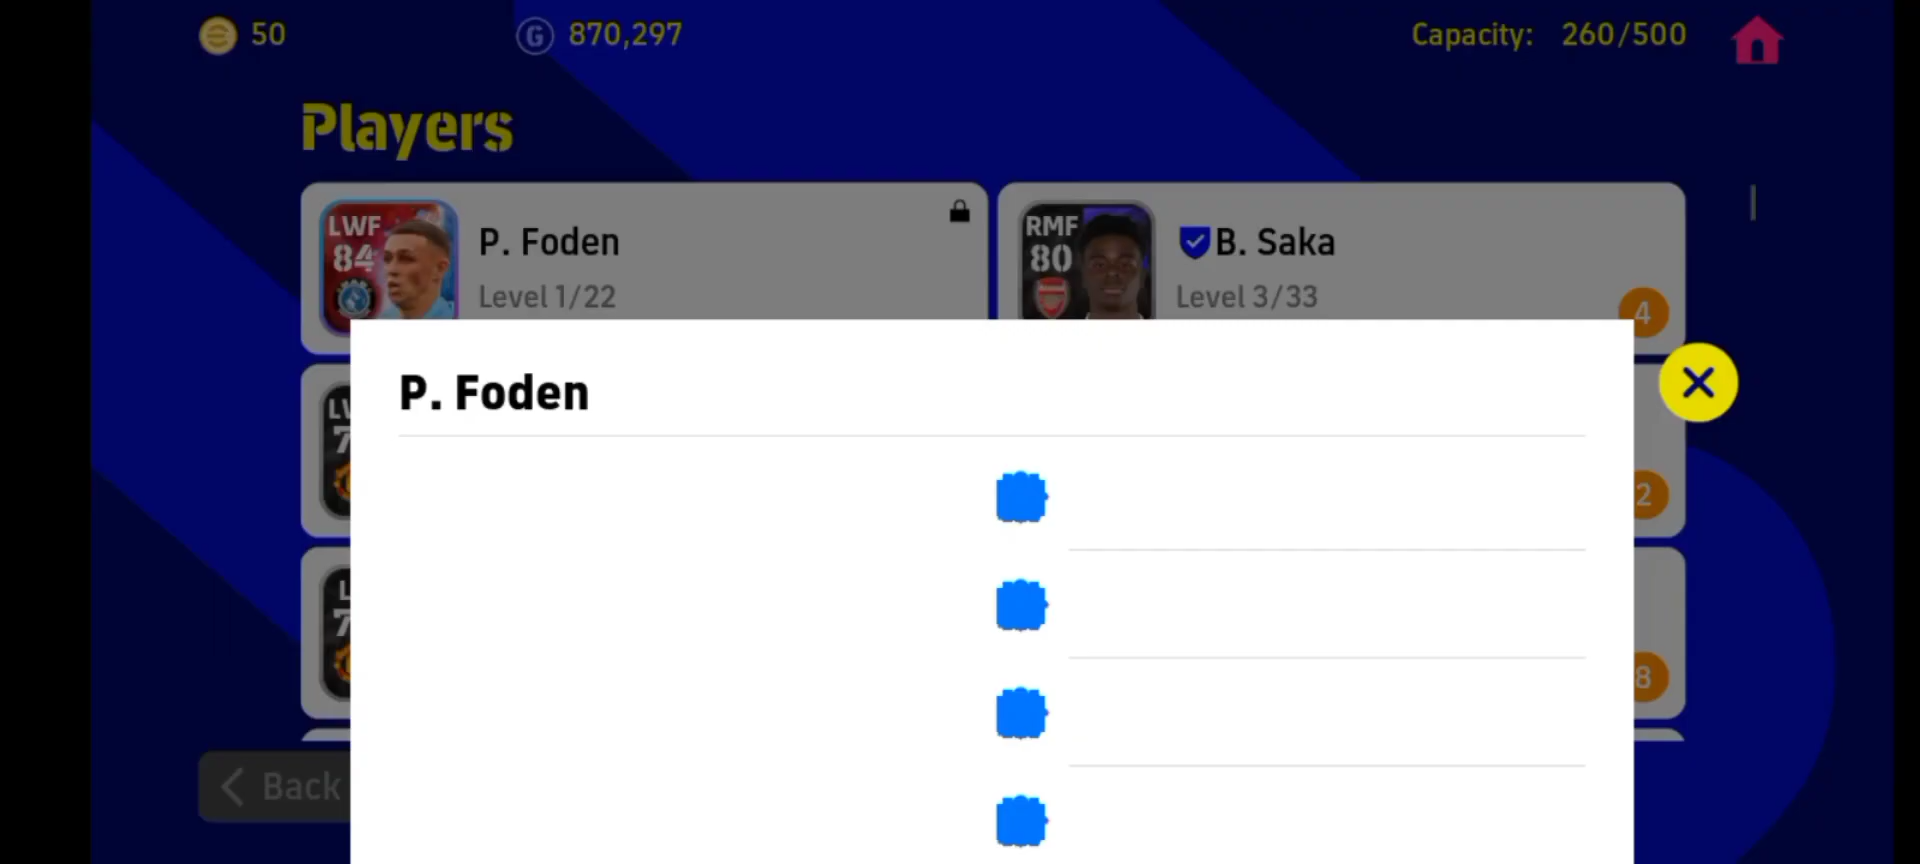 50
870,297
Capacity: 260/500
Players
LWF
84
P. Foden
Level 1/22
RMF
80
B. Saka
Level 3/33
4
P. Foden
2
8
Back